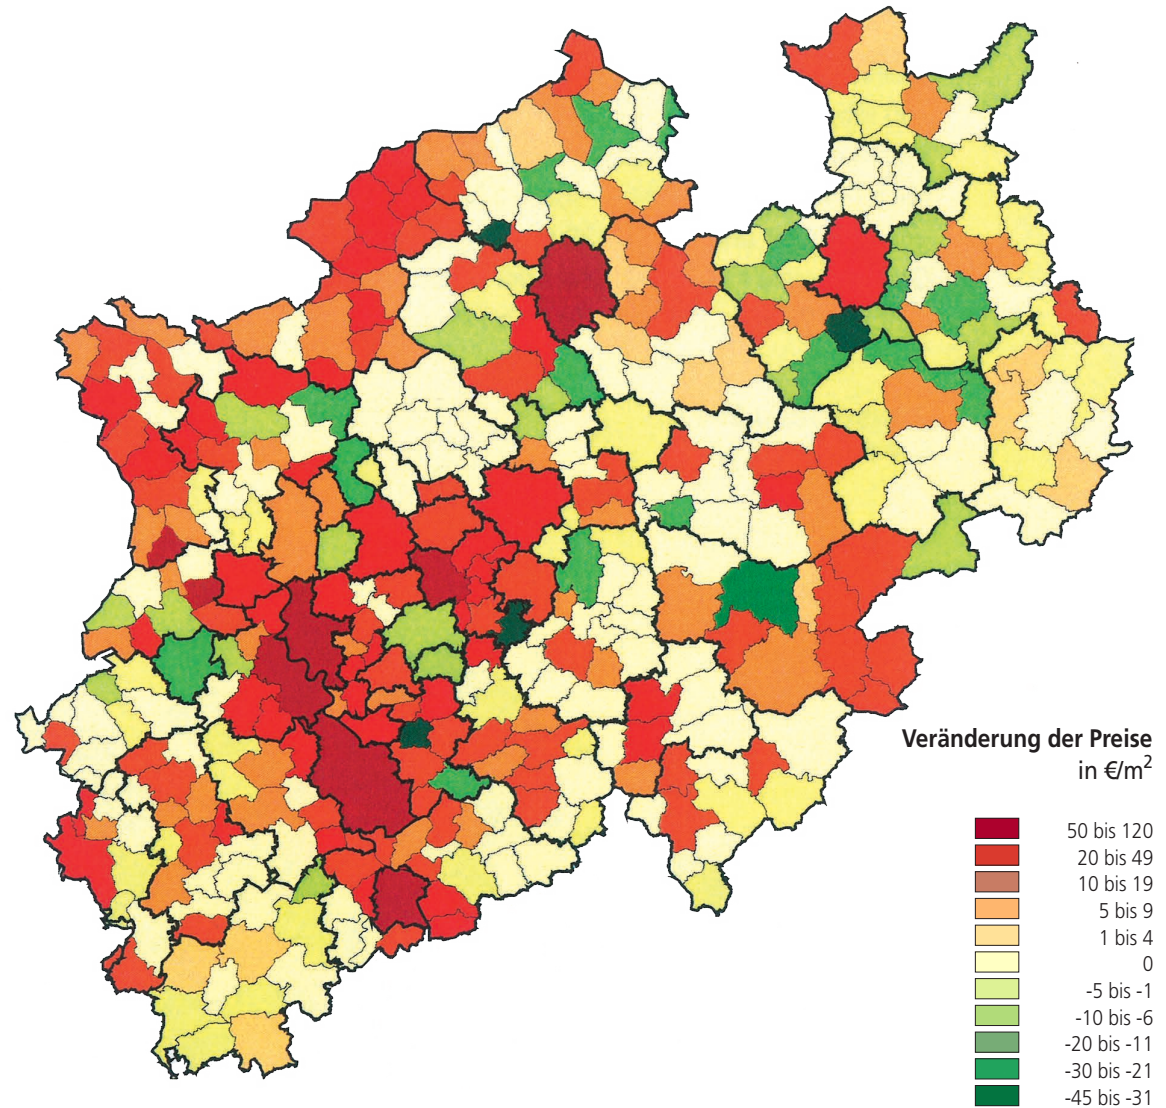 Veränderung der Preise
in €/m²
50 bis 120
20 bis 49
10 bis 19
5 bis 9
1 bis 4
0
-5 bis -1
-10 bis -6
-20 bis -11
-30 bis -21
-45 bis -31